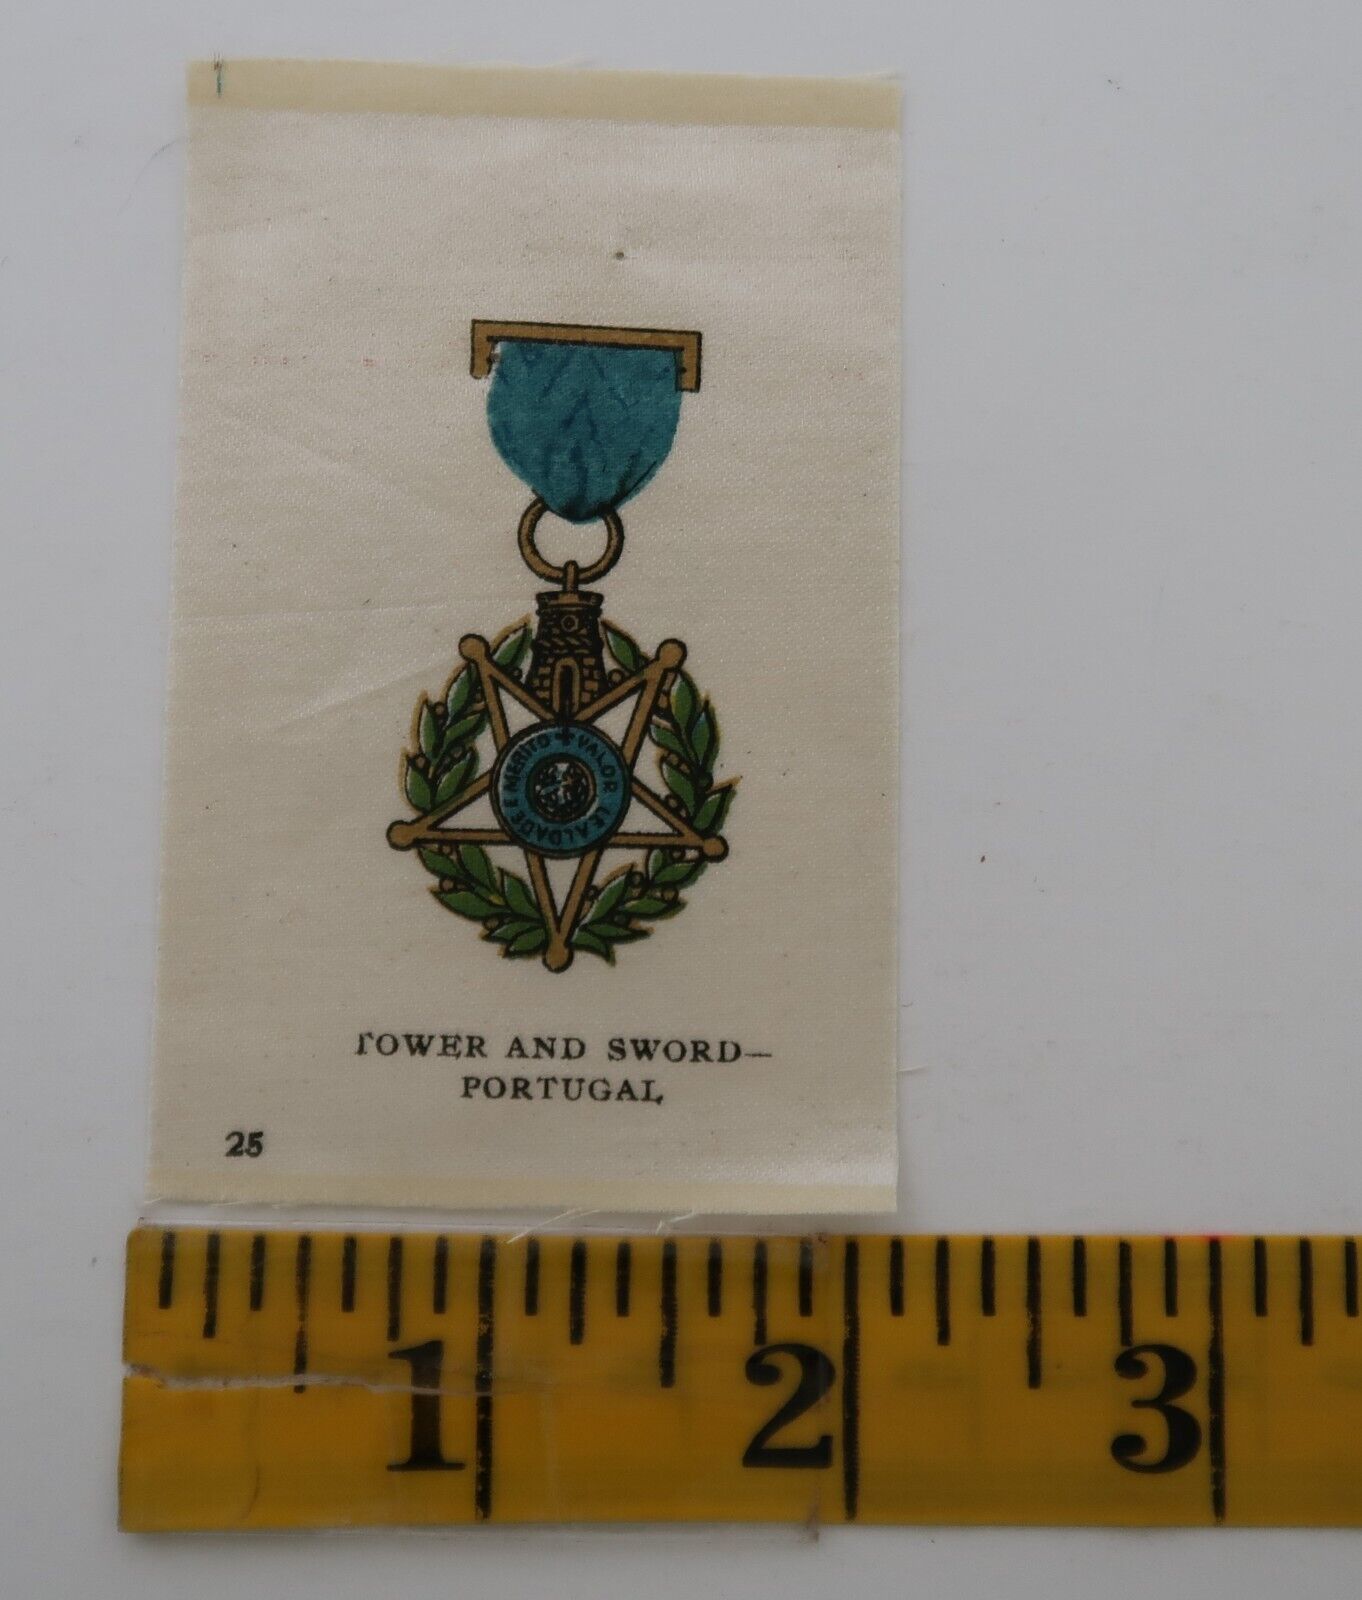 VALOR LEALDADE E MERITO
TOWER AND SWORD—
PORTUGAL
25
1 2 3